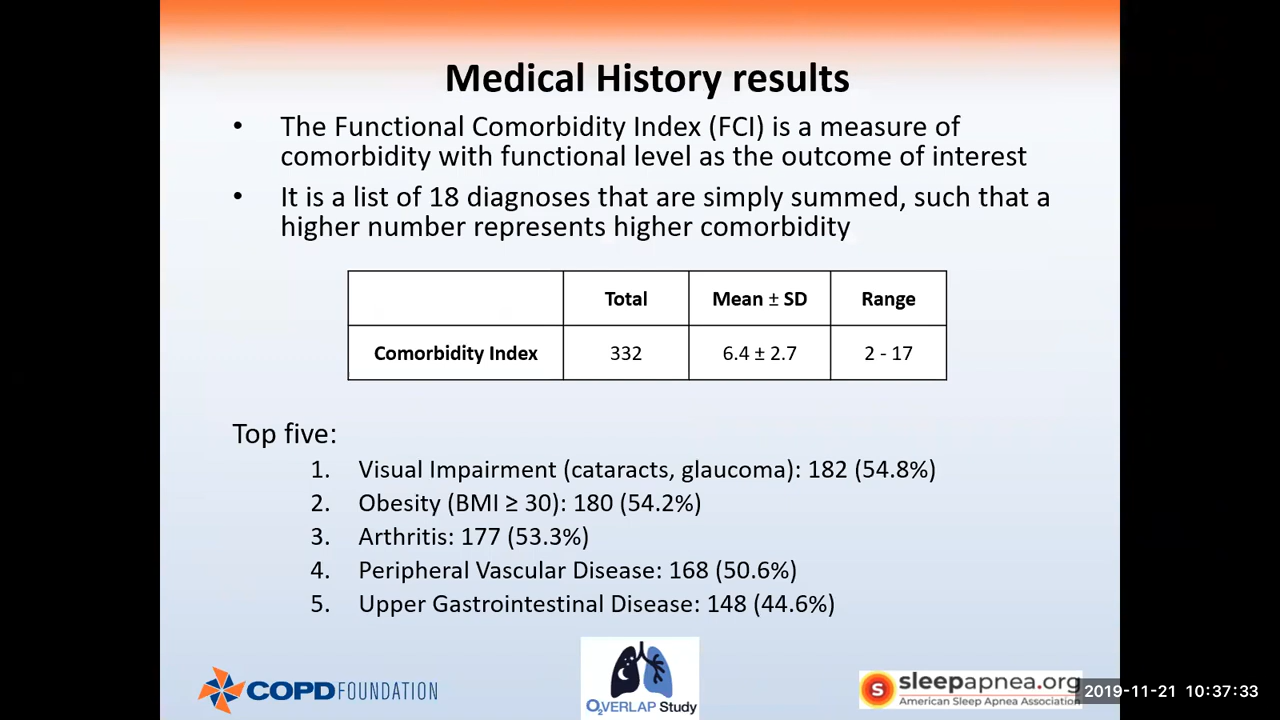 Medical History results
• The Functional Comorbidity Index (FCI) is a measure of
comorbidity with functional level as the outcome of interest
• It is a list of 18 diagnoses that are simply summed, such that a
higher number represents higher comorbidity
Total Mean ± SD Range
Comorbidity Index 332 6.4 ± 2.7 2 - 17
Top five:
1. Visual Impairment (cataracts, glaucoma): 182 (54.8%)
2. Obesity (BMI ≥ 30): 180 (54.2%)
3. Arthritis: 177 (53.3%)
4. Peripheral Vascular Disease: 168 (50.6%)
5. Upper Gastrointestinal Disease: 148 (44.6%)
COPD FOUNDATION
O2VERLAP Study
S sleepapnea.org
American Sleep Apnea Association
2019-11-21 10:37:33